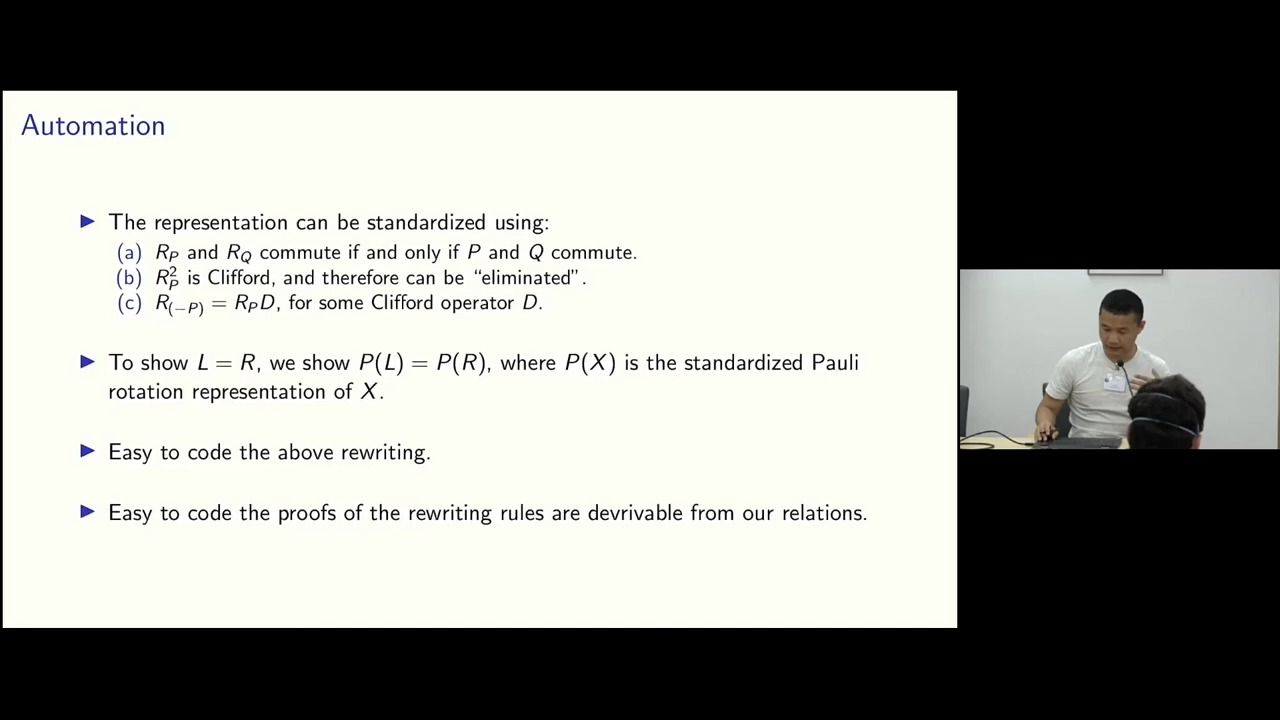 Automation
▶ The representation can be standardized using:
(a) R_P and R_Q commute if and only if P and Q commute.
(b) R_P^2 is Clifford, and therefore can be “eliminated”.
(c) R_(−P) = R_P D, for some Clifford operator D.
▶ To show L = R, we show P(L) = P(R), where P(X) is the standardized Pauli
rotation representation of X.
▶ Easy to code the above rewriting.
▶ Easy to code the proofs of the rewriting rules are devrivable from our relations.